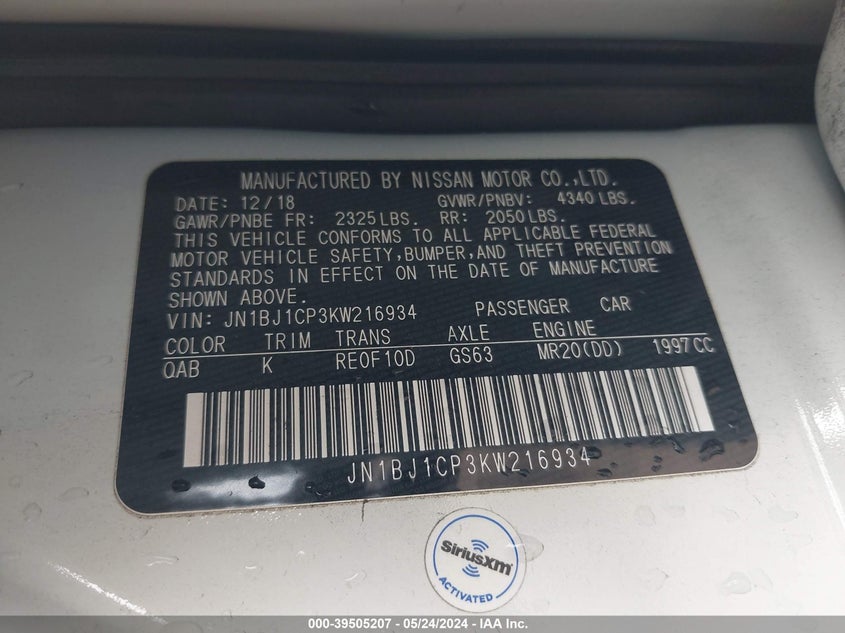 MANUFACTURED BY NISSAN MOTOR CO.,LTD.
DATE: 12/18 GVWR/PNBV: 4340 LBS.
GAWR/PNBE FR: 2325 LBS. RR: 2050 LBS.
THIS VEHICLE CONFORMS TO ALL APPLICABLE FEDERAL
MOTOR VEHICLE SAFETY, BUMPER, AND THEFT PREVENTION
STANDARDS IN EFFECT ON THE DATE OF MANUFACTURE
SHOWN ABOVE.
VIN: JN1BJ1CP3KW216934 PASSENGER CAR
COLOR TRIM TRANS AXLE ENGINE
QAB K RE0F10D GS63 MR20(DD) 1997 CC
JN1BJ1CP3KW216934
SiriusXm
ACTIVATED
000-39505207 - 05/24/2024 - IAA Inc.